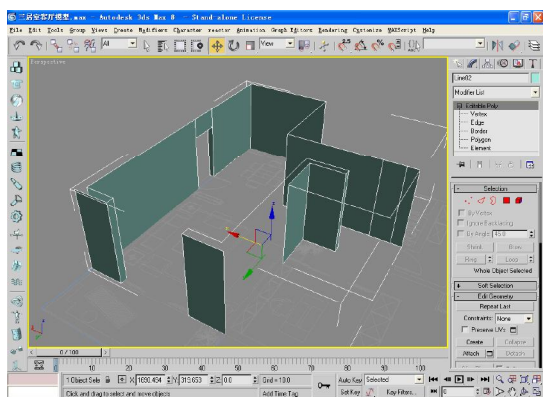 三居室客厅模型.max - Autodesk 3ds Max 8 - Stand-alone License
File Edit Tools Group Views Create Modifiers Character reactor Animation Graph Editors Rendering Customize MAXScript Help
All View 2.5
Perspective
Line02
Modifier List
Editable Poly
Vertex
Edge
Border
Polygon
Element
Selection
By Vertex
Ignore Backfacing
By Angle 45.0
Shrink Grow
Ring Loop
Whole Object Selected
Soft Selection
Edit Geometry
Repeat Last
Constraints: None
Preserve UVs
Create Collapse
Attach Detach
0 / 100
0 10 20 30 40 50 60 70 80 90 100
1 Object Sele X: 1690.494 Y: 313.653 Z: 0.0 Grid = 10.0 Auto Key Selected
Click and drag to select and move objects Add Time Tag Set Key Key Filters...